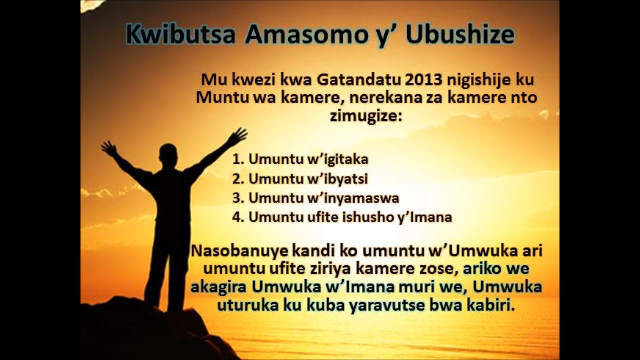 Kwibutsa Amasomo y' Ubushize
Mu kwezi kwa Gatandatu 2013 nigishije ku
Muntu wa kamere, nerekana za kamere nto
zimugize:
1. Umuntu w'igitaka
2. Umuntu w'ibyatsi
3. Umuntu w'inyamaswa
4. Umuntu ufite ishusho y'Imana
Nasobanuye kandi ko umuntu w'Umwuka ari
umuntu ufite ziriya kamere zose, ariko we
akagira Umwuka w'Imana muri we, Umwuka
uturuka ku kuba yaravutse bwa kabiri.